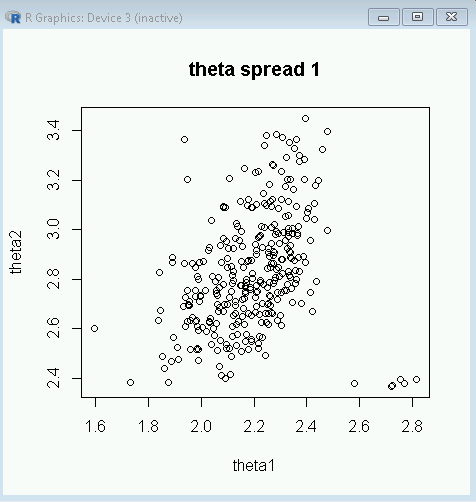 R Graphics: Device 3 (inactive)
theta spread 1
theta2
3.4
3.2
3.0
2.8
2.6
2.4
1.6 1.8 2.0 2.2 2.4 2.6 2.8
theta1